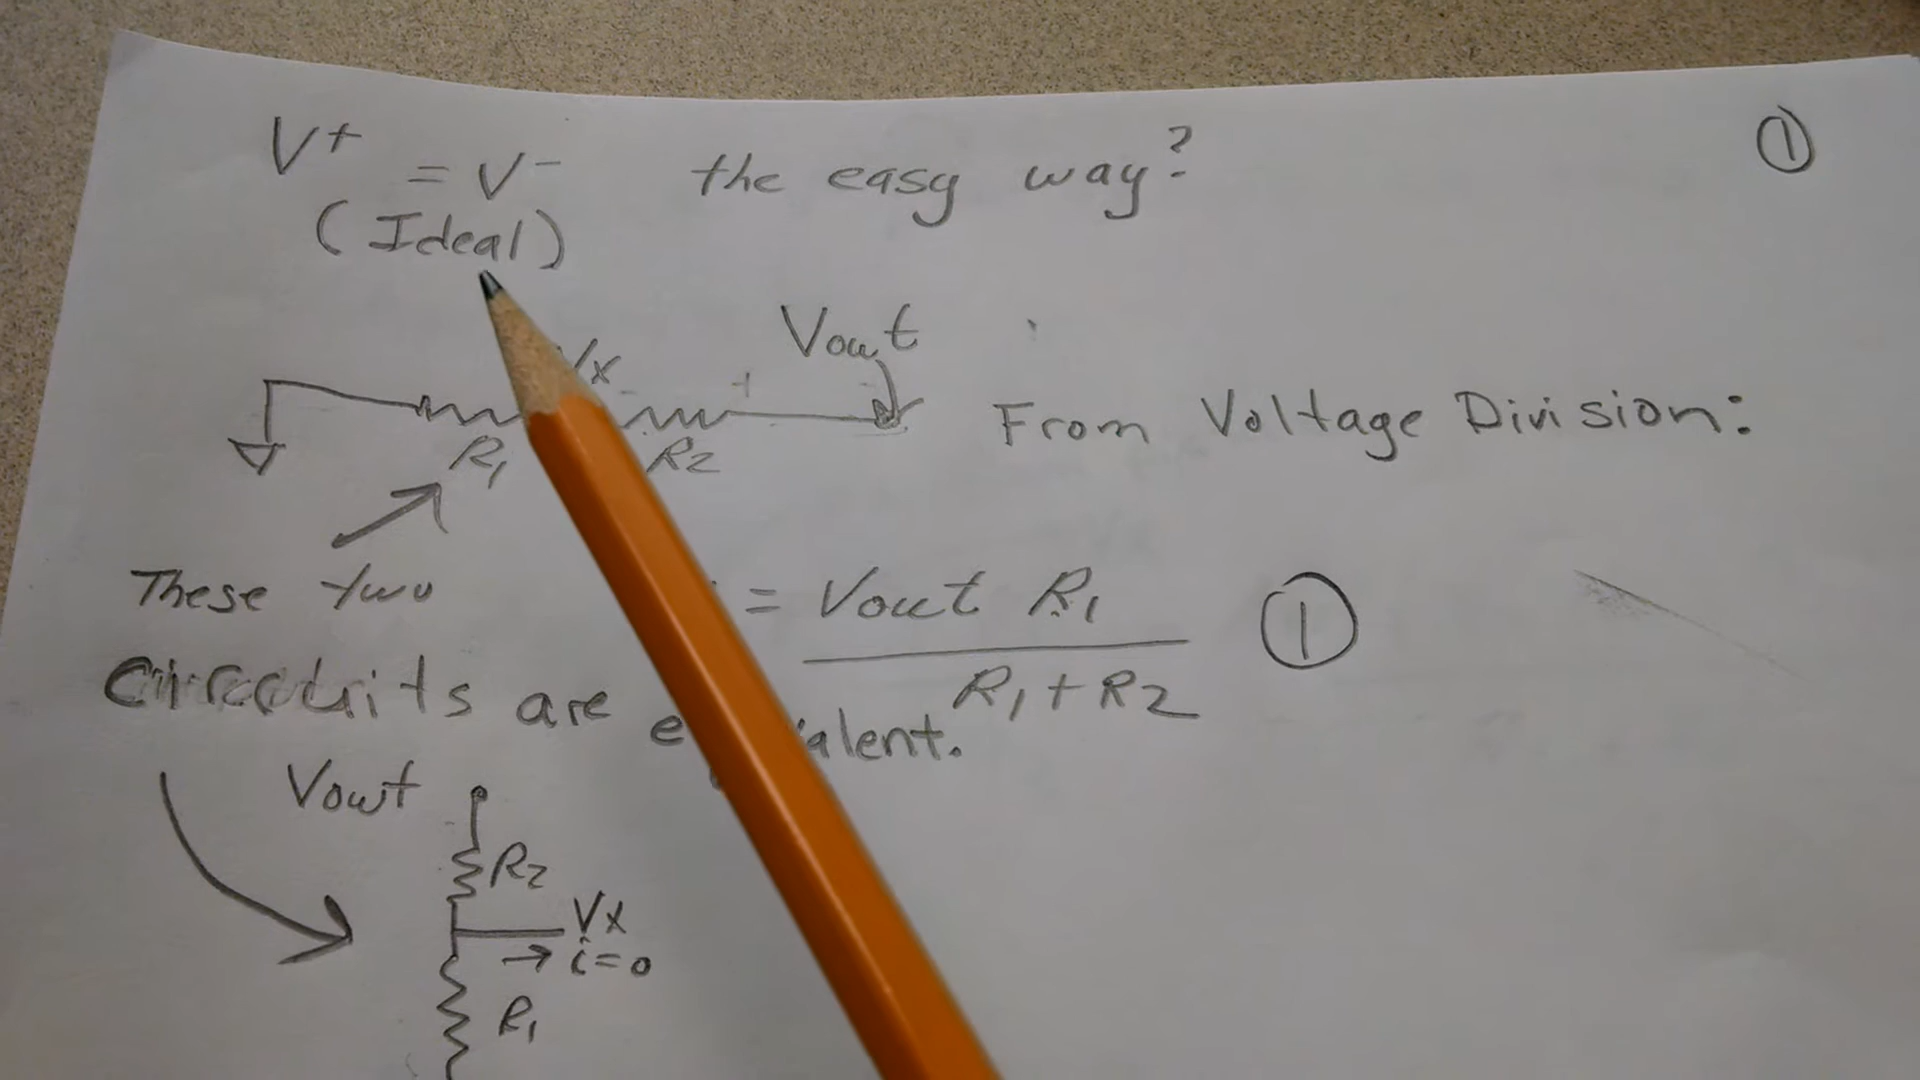 V+ = V- the easy way? 1
(Ideal)
Vx Vout
R1 R2
From Voltage Division:
These two
= Vout R1 1
R1+R2
circuits are
Vout
R2
Vx
i=0
R1